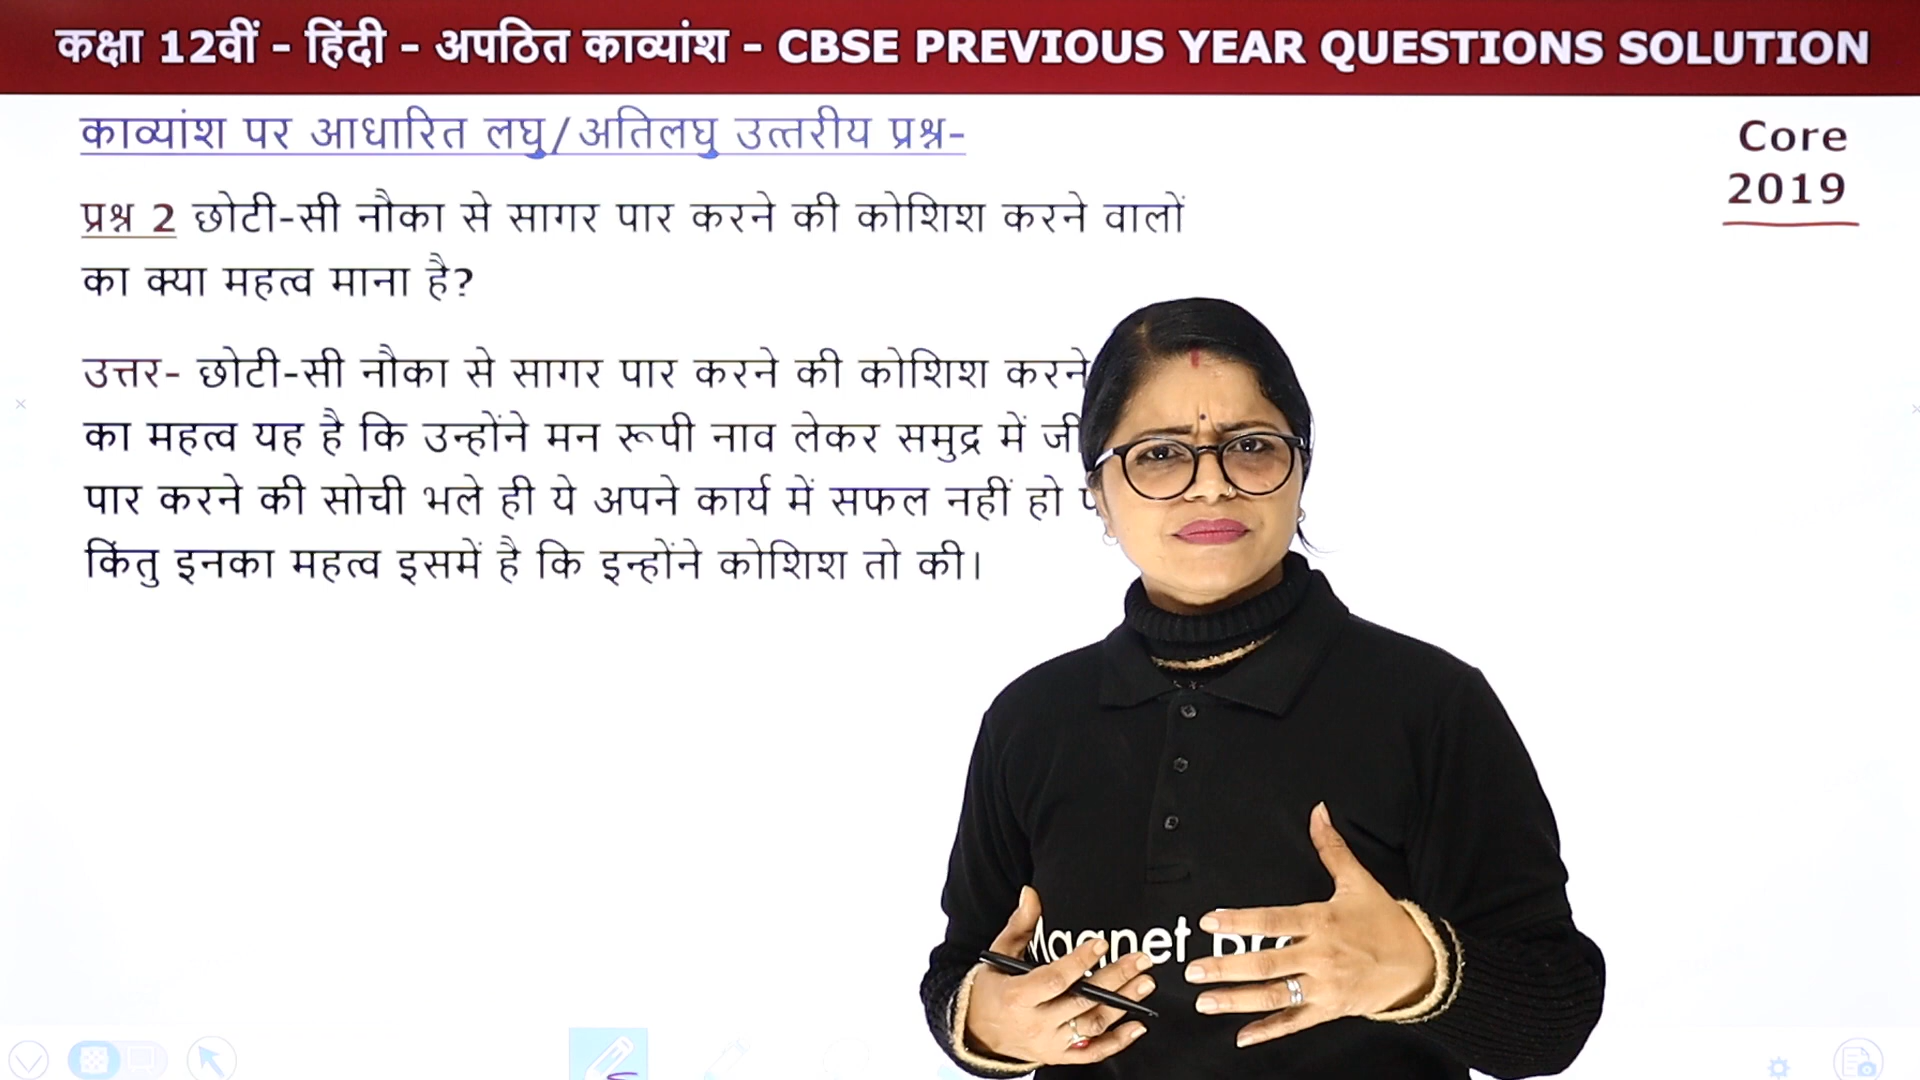 कक्षा 12वीं - हिंदी - अपठित काव्यांश - CBSE PREVIOUS YEAR QUESTIONS SOLUTION
काव्यांश पर आधारित लघु/अतिलघु उत्तरीय प्रश्न-
Core
2019
प्रश्न 2 छोटी-सी नौका से सागर पार करने की कोशिश करने वालों
का क्या महत्व माना है?
उत्तर- छोटी-सी नौका से सागर पार करने की कोशिश करने
का महत्व यह है कि उन्होंने मन रूपी नाव लेकर समुद्र में
पार करने की सोची भले ही ये अपने कार्य में सफल नहीं हो
किंतु इनका महत्व इसमें है कि इन्होंने कोशिश तो की।
Magnet